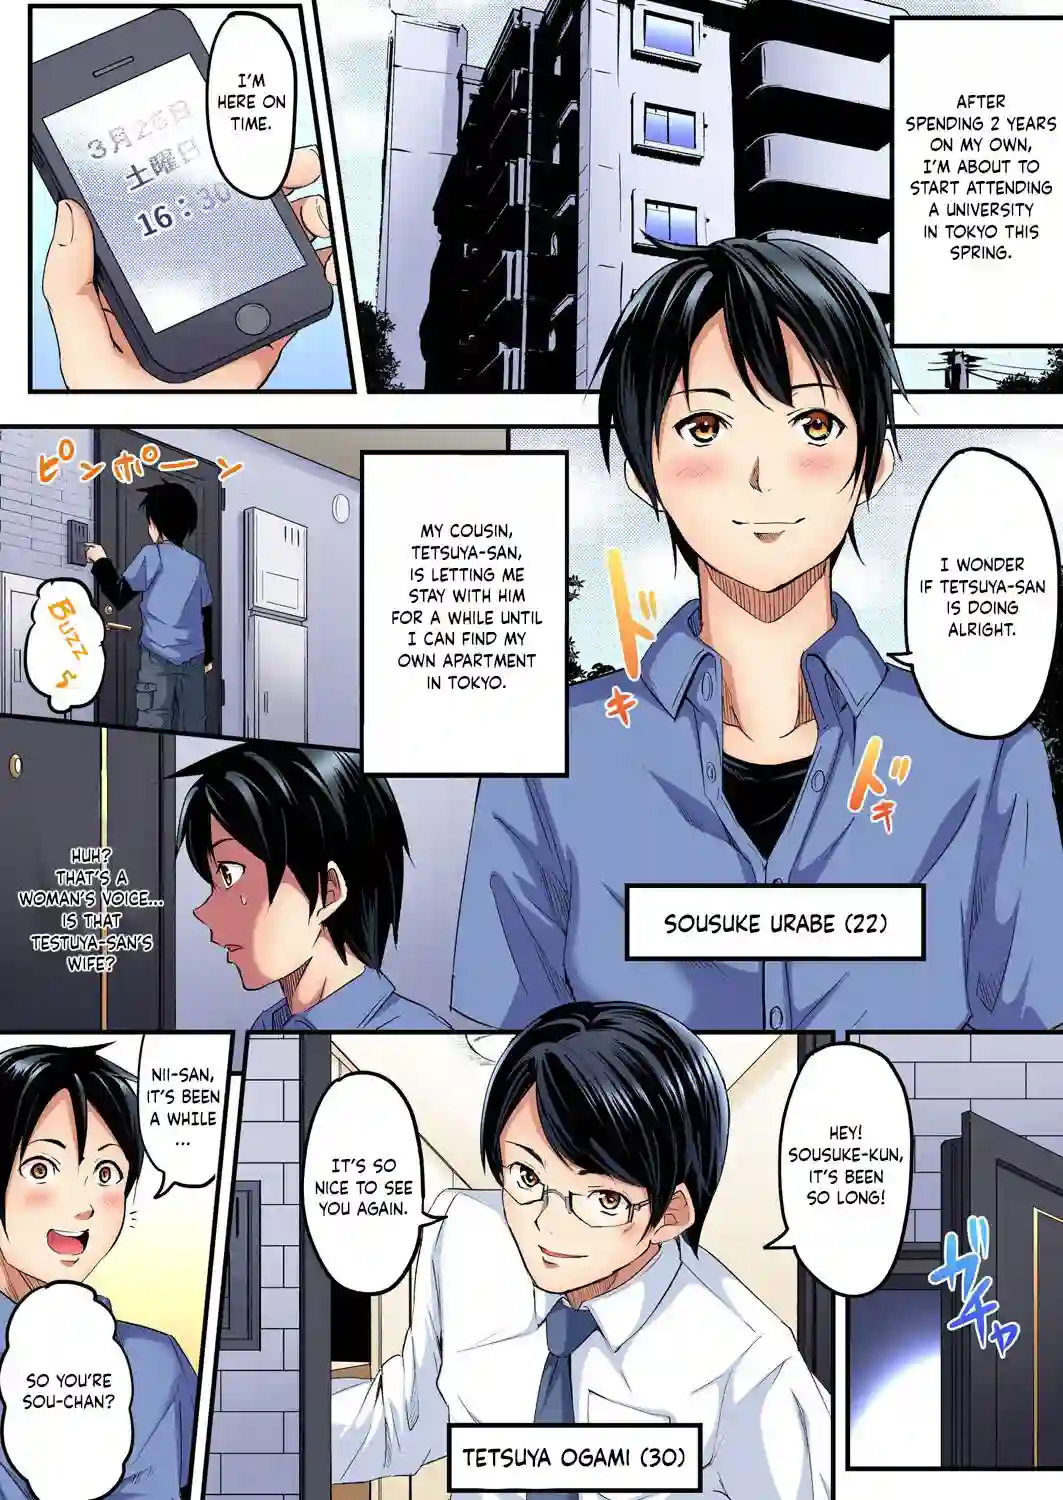 I'M
HERE ON
TIME.
3月26日
土曜日
16:30
AFTER
SPENDING 2 YEARS
ON MY OWN,
I'M ABOUT TO
START ATTENDING
A UNIVERSITY
IN TOKYO THIS
SPRING.
I WONDER
IF TETSUYA-SAN
IS DOING
ALRIGHT.
ドキ
ドキ
SOUSUKE URABE (22)
MY COUSIN,
TETSUYA-SAN,
IS LETTING ME
STAY WITH HIM
FOR A WHILE UNTIL
I CAN FIND MY
OWN APARTMENT
IN TOKYO.
ピンポーン
BUZZ
HUH?
THAT'S A
WOMAN'S VOICE...
IS THAT
TESTUYA-SAN'S
WIFE?
HEY!
SOUSUKE-KUN,
IT'S BEEN
SO LONG!
ガチャ
IT'S SO
NICE TO SEE
YOU AGAIN.
TETSUYA OGAMI (30)
NII-SAN,
IT'S BEEN
A WHILE
...
SO YOU'RE
SOU-CHAN?